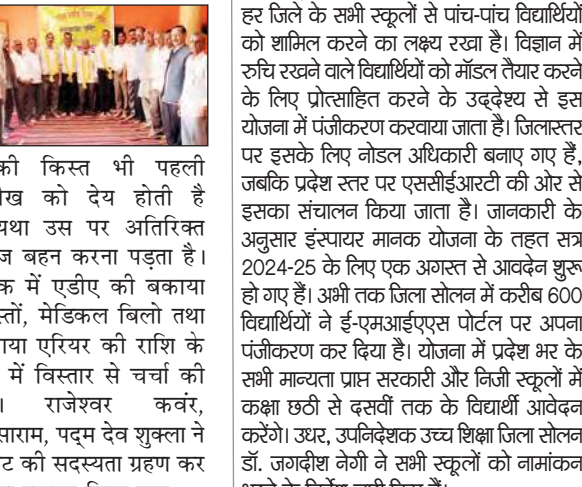 की किस्त भी पहली
ख को देय होती है
यथा उस पर अतिरिक्त
ज बहन करना पड़ता है।
क में एडीए की बकाया
स्तों, मेडिकल बिलो तथा
ाया एरियर की राशि के
में विस्तार से चर्चा की
राजेश्वर कवंर,
साराम, पद्म देव शुक्ला ने
ट की सदस्यता ग्रहण कर
हर जिले के सभी स्कूलों से पांच-पांच विद्यार्थियों
को शामिल करने का लक्ष्य रखा है। विज्ञान में
रुचि रखने वाले विद्यार्थियों को मॉडल तैयार करने
के लिए प्रोत्साहित करने के उद्देश्य से इस
योजना में पंजीकरण करवाया जाता है। जिलास्तर
पर इसके लिए नोडल अधिकारी बनाए गए हैं,
जबकि प्रदेश स्तर पर एससीईआरटी की ओर से
इसका संचालन किया जाता है। जानकारी के
अनुसार इंस्पायर मानक योजना के तहत सत्र
2024-25 के लिए एक अगस्त से आवदेन शुरू
हो गए हैं। अभी तक जिला सोलन में करीब 600
विद्यार्थियों ने ई-एमआईएएस पोर्टल पर अपना
पंजीकरण कर दिया है। योजना में प्रदेश भर के
सभी मान्यता प्राप्त सरकारी और निजी स्कूलों में
कक्षा छठी से दसवीं तक के विद्यार्थी आवेदन
करेंगे। उधर, उपनिदेशक उच्च शिक्षा जिला सोलन
डॉ. जगदीश नेगी ने सभी स्कूलों को नामांकन